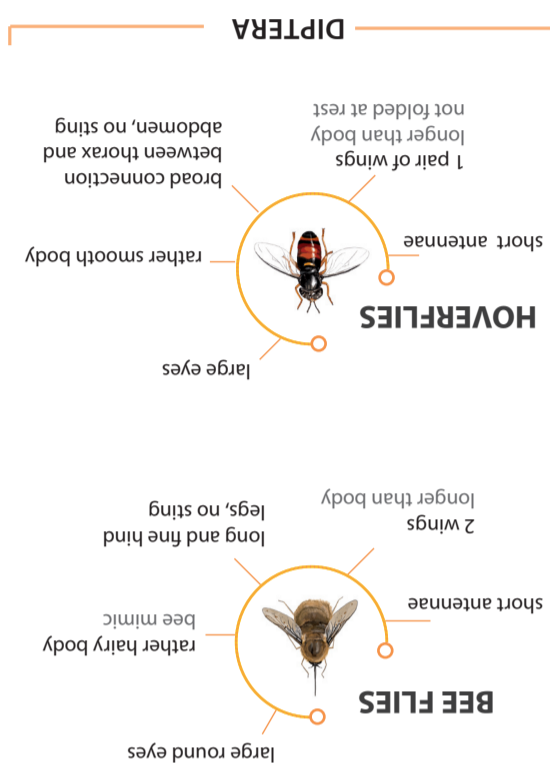 large round eyes
BEE FLIES
rather hairy body
bee mimic
short antennae
long and fine hind
legs, no sting
2 wings
longer than body
large eyes
HOVERFLIES
rather smooth body
short antennae
broad connection
between thorax and
abdomen, no sting
1 pair of wings
longer than body
not folded at rest
DIPTERA